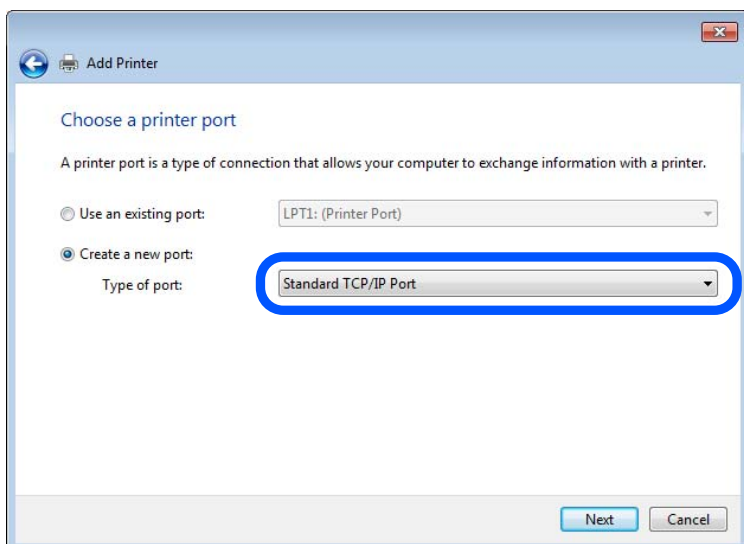 Add Printer
Choose a printer port
A printer port is a type of connection that allows your computer to exchange information with a printer.
Use an existing port: LPT1: (Printer Port)
Create a new port:
Type of port: Standard TCP/IP Port
Next Cancel